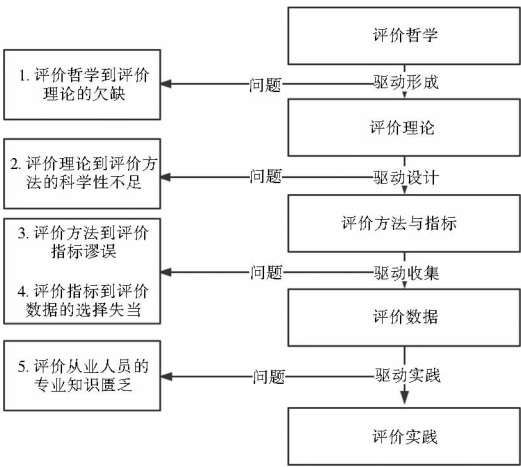 评价哲学
1. 评价哲学到评价
理论的欠缺
问题
驱动形成
评价理论
2. 评价理论到评价方
法的科学性不足
问题
驱动设计
评价方法与指标
3. 评价方法到评价
指标谬误
4. 评价指标到评价
数据的选择失当
问题
驱动收集
评价数据
5. 评价从业人员的
专业知识匮乏
问题
驱动实践
评价实践